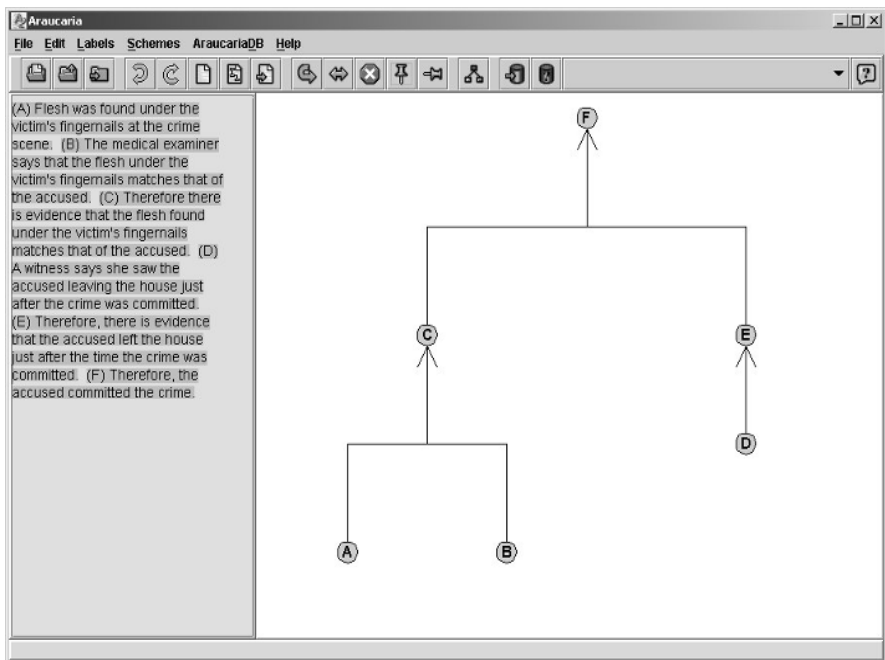 Araucaria
File Edit Labels Schemes AraucariaDB Help
(A) Flesh was found under the
victim's fingernails at the crime
scene. (B) The medical examiner
says that the flesh under the
victim's fingernails matches that of
the accused. (C) Therefore there
is evidence that the flesh found
under the victim's fingernails
matches that of the accused. (D)
A witness says she saw the
accused leaving the house just
after the crime was committed.
(E) Therefore, there is evidence
that the accused left the house
just after the time the crime was
committed. (F) Therefore, the
accused committed the crime.
F
C E
D
A B